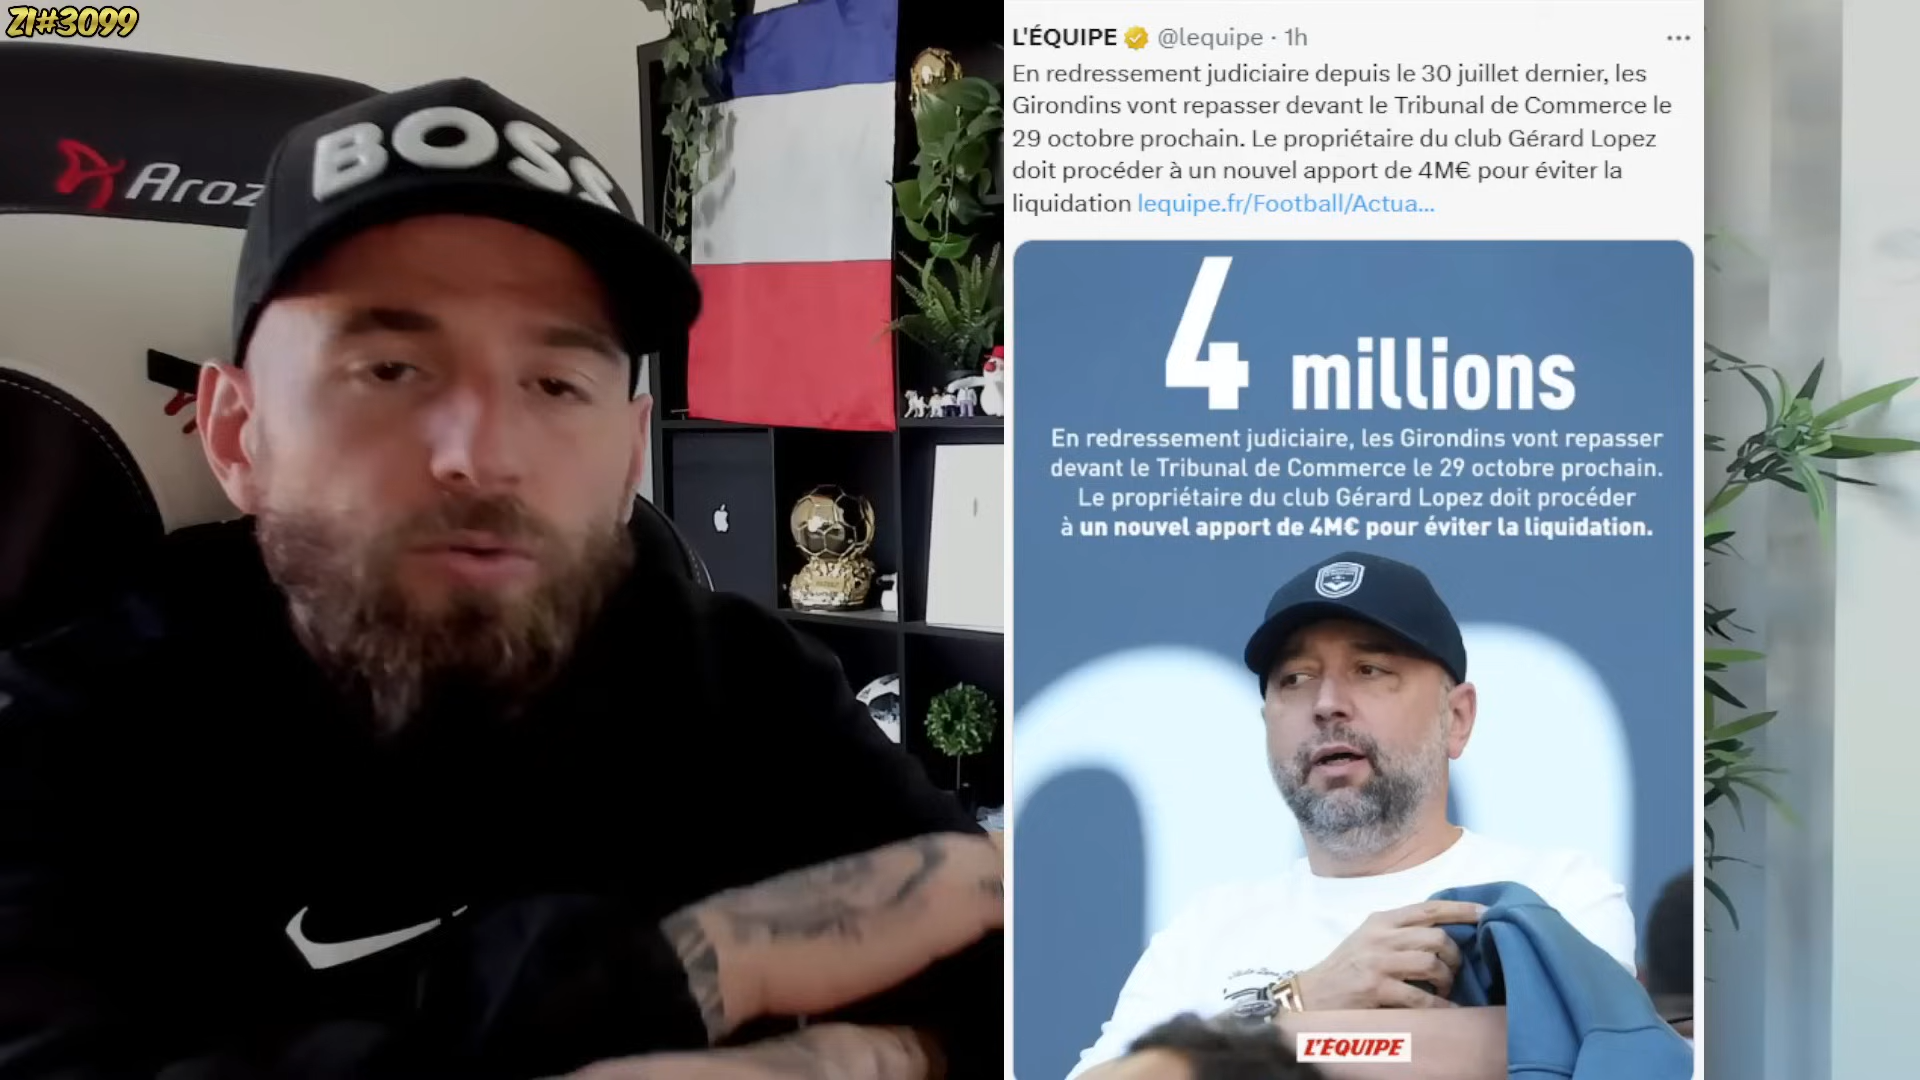 ZI#3099
BOSS
Aroz
L'ÉQUIPE @lequipe · 1h
En redressement judiciaire depuis le 30 juillet dernier, les
Girondins vont repasser devant le Tribunal de Commerce le
29 octobre prochain. Le propriétaire du club Gérard Lopez
doit procéder à un nouvel apport de 4M€ pour éviter la
liquidation lequipe.fr/Football/Actua...
4 millions
En redressement judiciaire, les Girondins vont repasser
devant le Tribunal de Commerce le 29 octobre prochain.
Le propriétaire du club Gérard Lopez doit procéder
à un nouvel apport de 4M€ pour éviter la liquidation.
L'ÉQUIPE